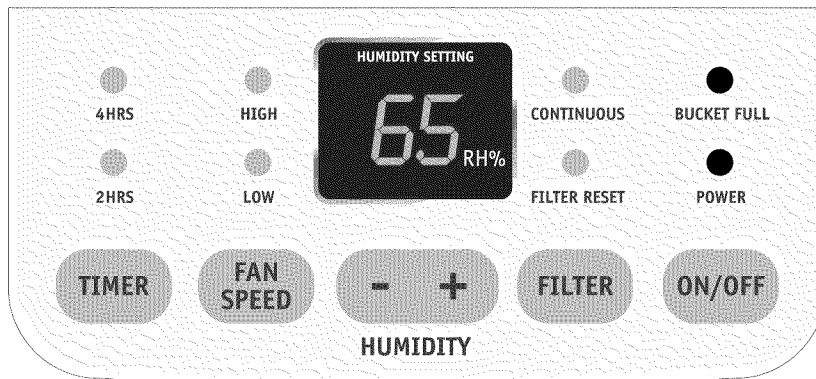 HUMIDITY SETTING
65 RH%
4HRS
HIGH
CONTINUOUS
BUCKET FULL
2HRS
LOW
FILTER RESET
POWER
TIMER
FAN SPEED
- +
FILTER
ON/OFF
HUMIDITY